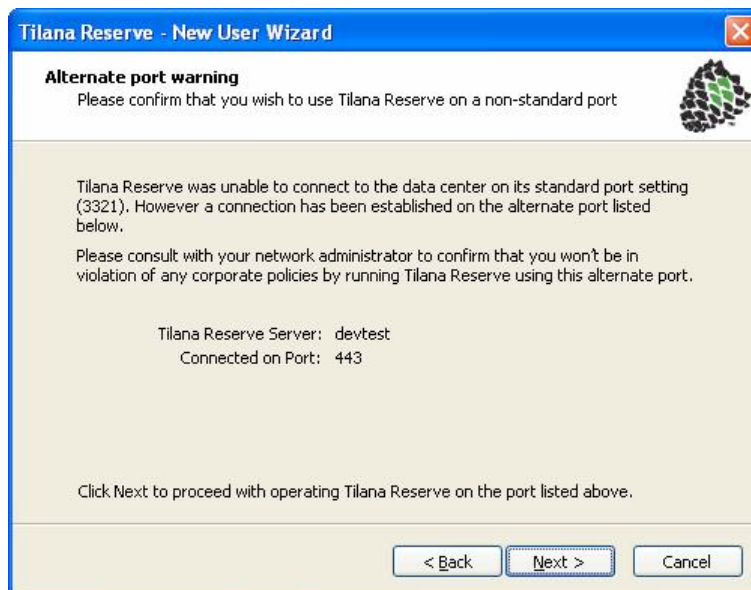 Tilana Reserve - New User Wizard
Alternate port warning
Please confirm that you wish to use Tilana Reserve on a non-standard port
Tilana Reserve was unable to connect to the data center on its standard port setting
(3321). However a connection has been established on the alternate port listed
below.
Please consult with your network administrator to confirm that you won't be in
violation of any corporate policies by running Tilana Reserve using this alternate port.
Tilana Reserve Server: devtest
Connected on Port: 443
Click Next to proceed with operating Tilana Reserve on the port listed above.
< Back Next > Cancel